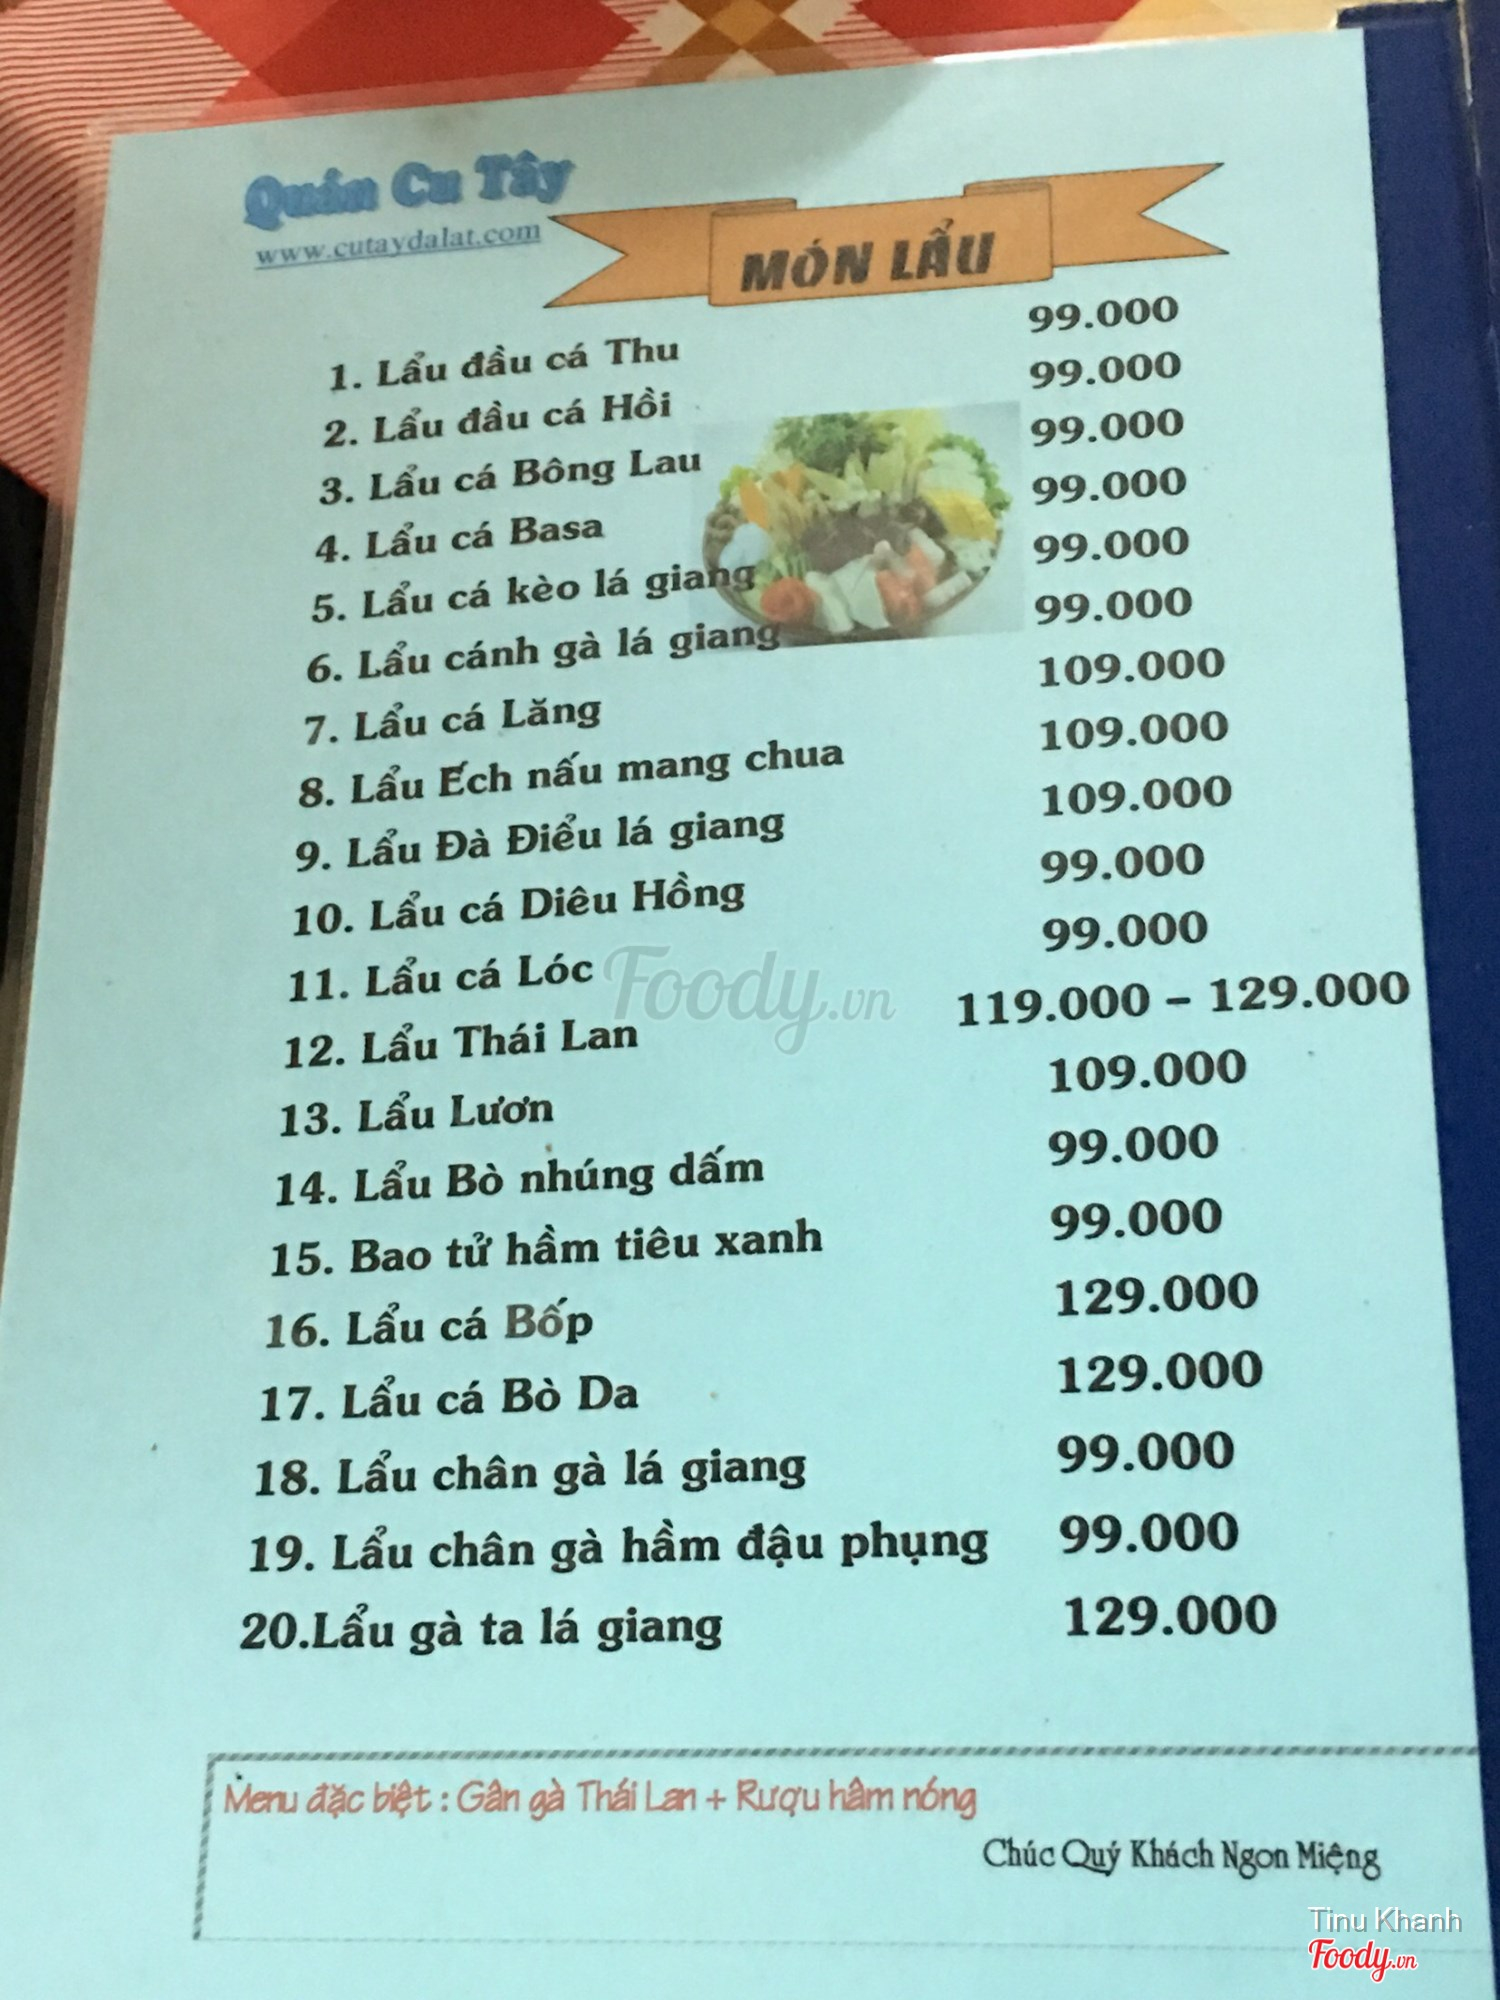 Quán Cu Tây
www.cutaydalat.com
MÓN LẨU
1. Lẩu đầu cá Thu 99.000
2. Lẩu đầu cá Hồi 99.000
3. Lẩu cá Bông Lau 99.000
4. Lẩu cá Basa 99.000
5. Lẩu cá kèo lá giang 99.000
6. Lẩu cánh gà lá giang 99.000
7. Lẩu cá Lăng 109.000
8. Lẩu Ếch nấu mang chua 109.000
9. Lẩu Đà Điểu lá giang 109.000
10. Lẩu cá Diêu Hồng 99.000
11. Lẩu cá Lóc 99.000
12. Lẩu Thái Lan 119.000 – 129.000
13. Lẩu Lươn 109.000
14. Lẩu Bò nhúng dấm 99.000
15. Bao tử hầm tiêu xanh 99.000
16. Lẩu cá Bốp 129.000
17. Lẩu cá Bò Da 129.000
18. Lẩu chân gà lá giang 99.000
19. Lẩu chân gà hầm đậu phụng 99.000
20.Lẩu gà ta lá giang 129.000
Foody.vn
Menu đặc biệt : Gân gà Thái Lan + Rượu hâm nóng
Chúc Quý Khách Ngon Miệng
Tinu Khanh
Foody.vn